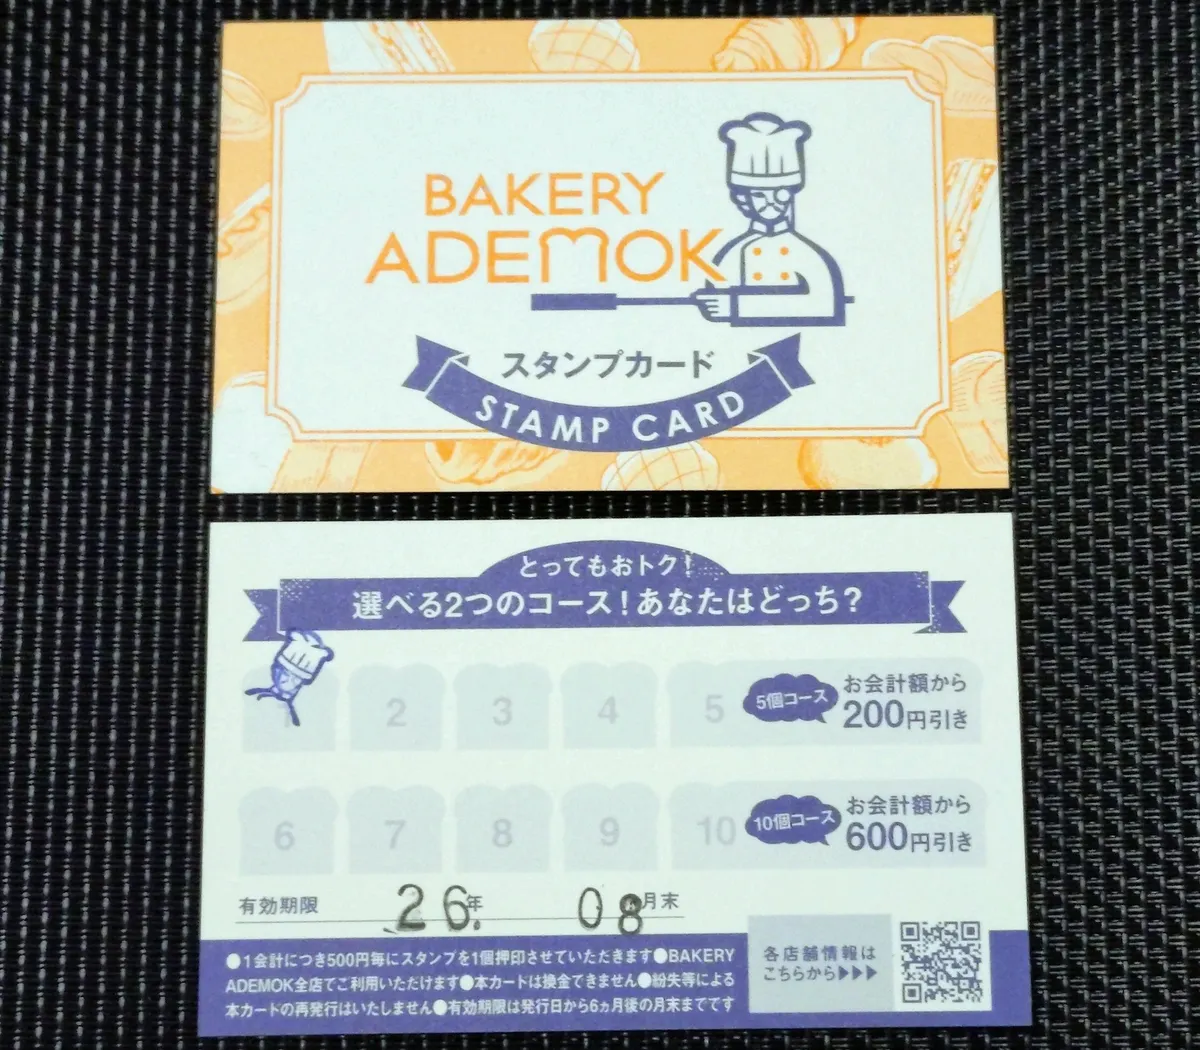 BAKERY
ADEMOK
スタンプカード
STAMP CARD
とってもおトク!
選べる2つのコース!あなたはどっち?
2 3 4 5
5個コース
お会計額から
200円引き
6 7 8 9 10
10個コース
お会計額から
600円引き
有効期限 26年 08月末
●1会計につき500円毎にスタンプを1個押印させていただきます●BAKERY
ADEMOK全店でご利用いただけます●本カードは換金できません●紛失等による
本カードの再発行はいたしません●有効期限は発行日から6ヵ月後の月末までです
各店舗情報は
こちらから▶▶▶